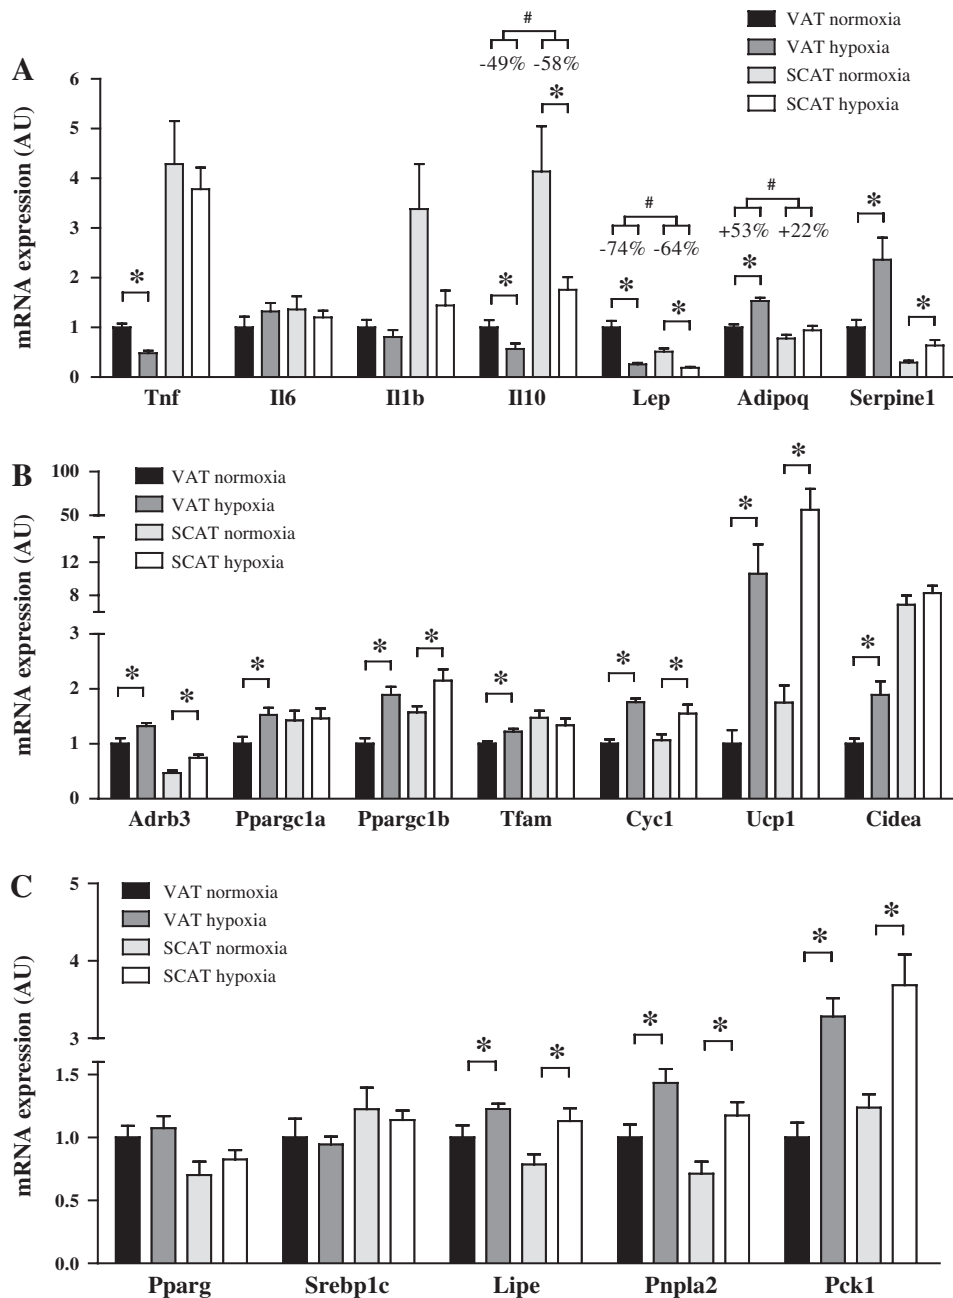 A
#
#
#
-49% -58%
-74% -64%
+53% +22%
VAT normoxia
VAT hypoxia
SCAT normoxia
SCAT hypoxia
mRNA expression (AU)
6
5
4
3
2
1
0
* * * * * * * *
Tnf Il6 Il1b Il10 Lep Adipoq Serpine1
B
VAT normoxia
VAT hypoxia
SCAT normoxia
SCAT hypoxia
mRNA expression (AU)
100
50
12
8
3
2
1
0
* * * * * * * * * * *
Adrb3 Ppargc1a Ppargc1b Tfam Cyc1 Ucp1 Cidea
C
VAT normoxia
VAT hypoxia
SCAT normoxia
SCAT hypoxia
mRNA expression (AU)
5
4
3
1.5
1.0
0.5
0.0
* * * * * *
Pparg Srebp1c Lipe Pnpla2 Pck1